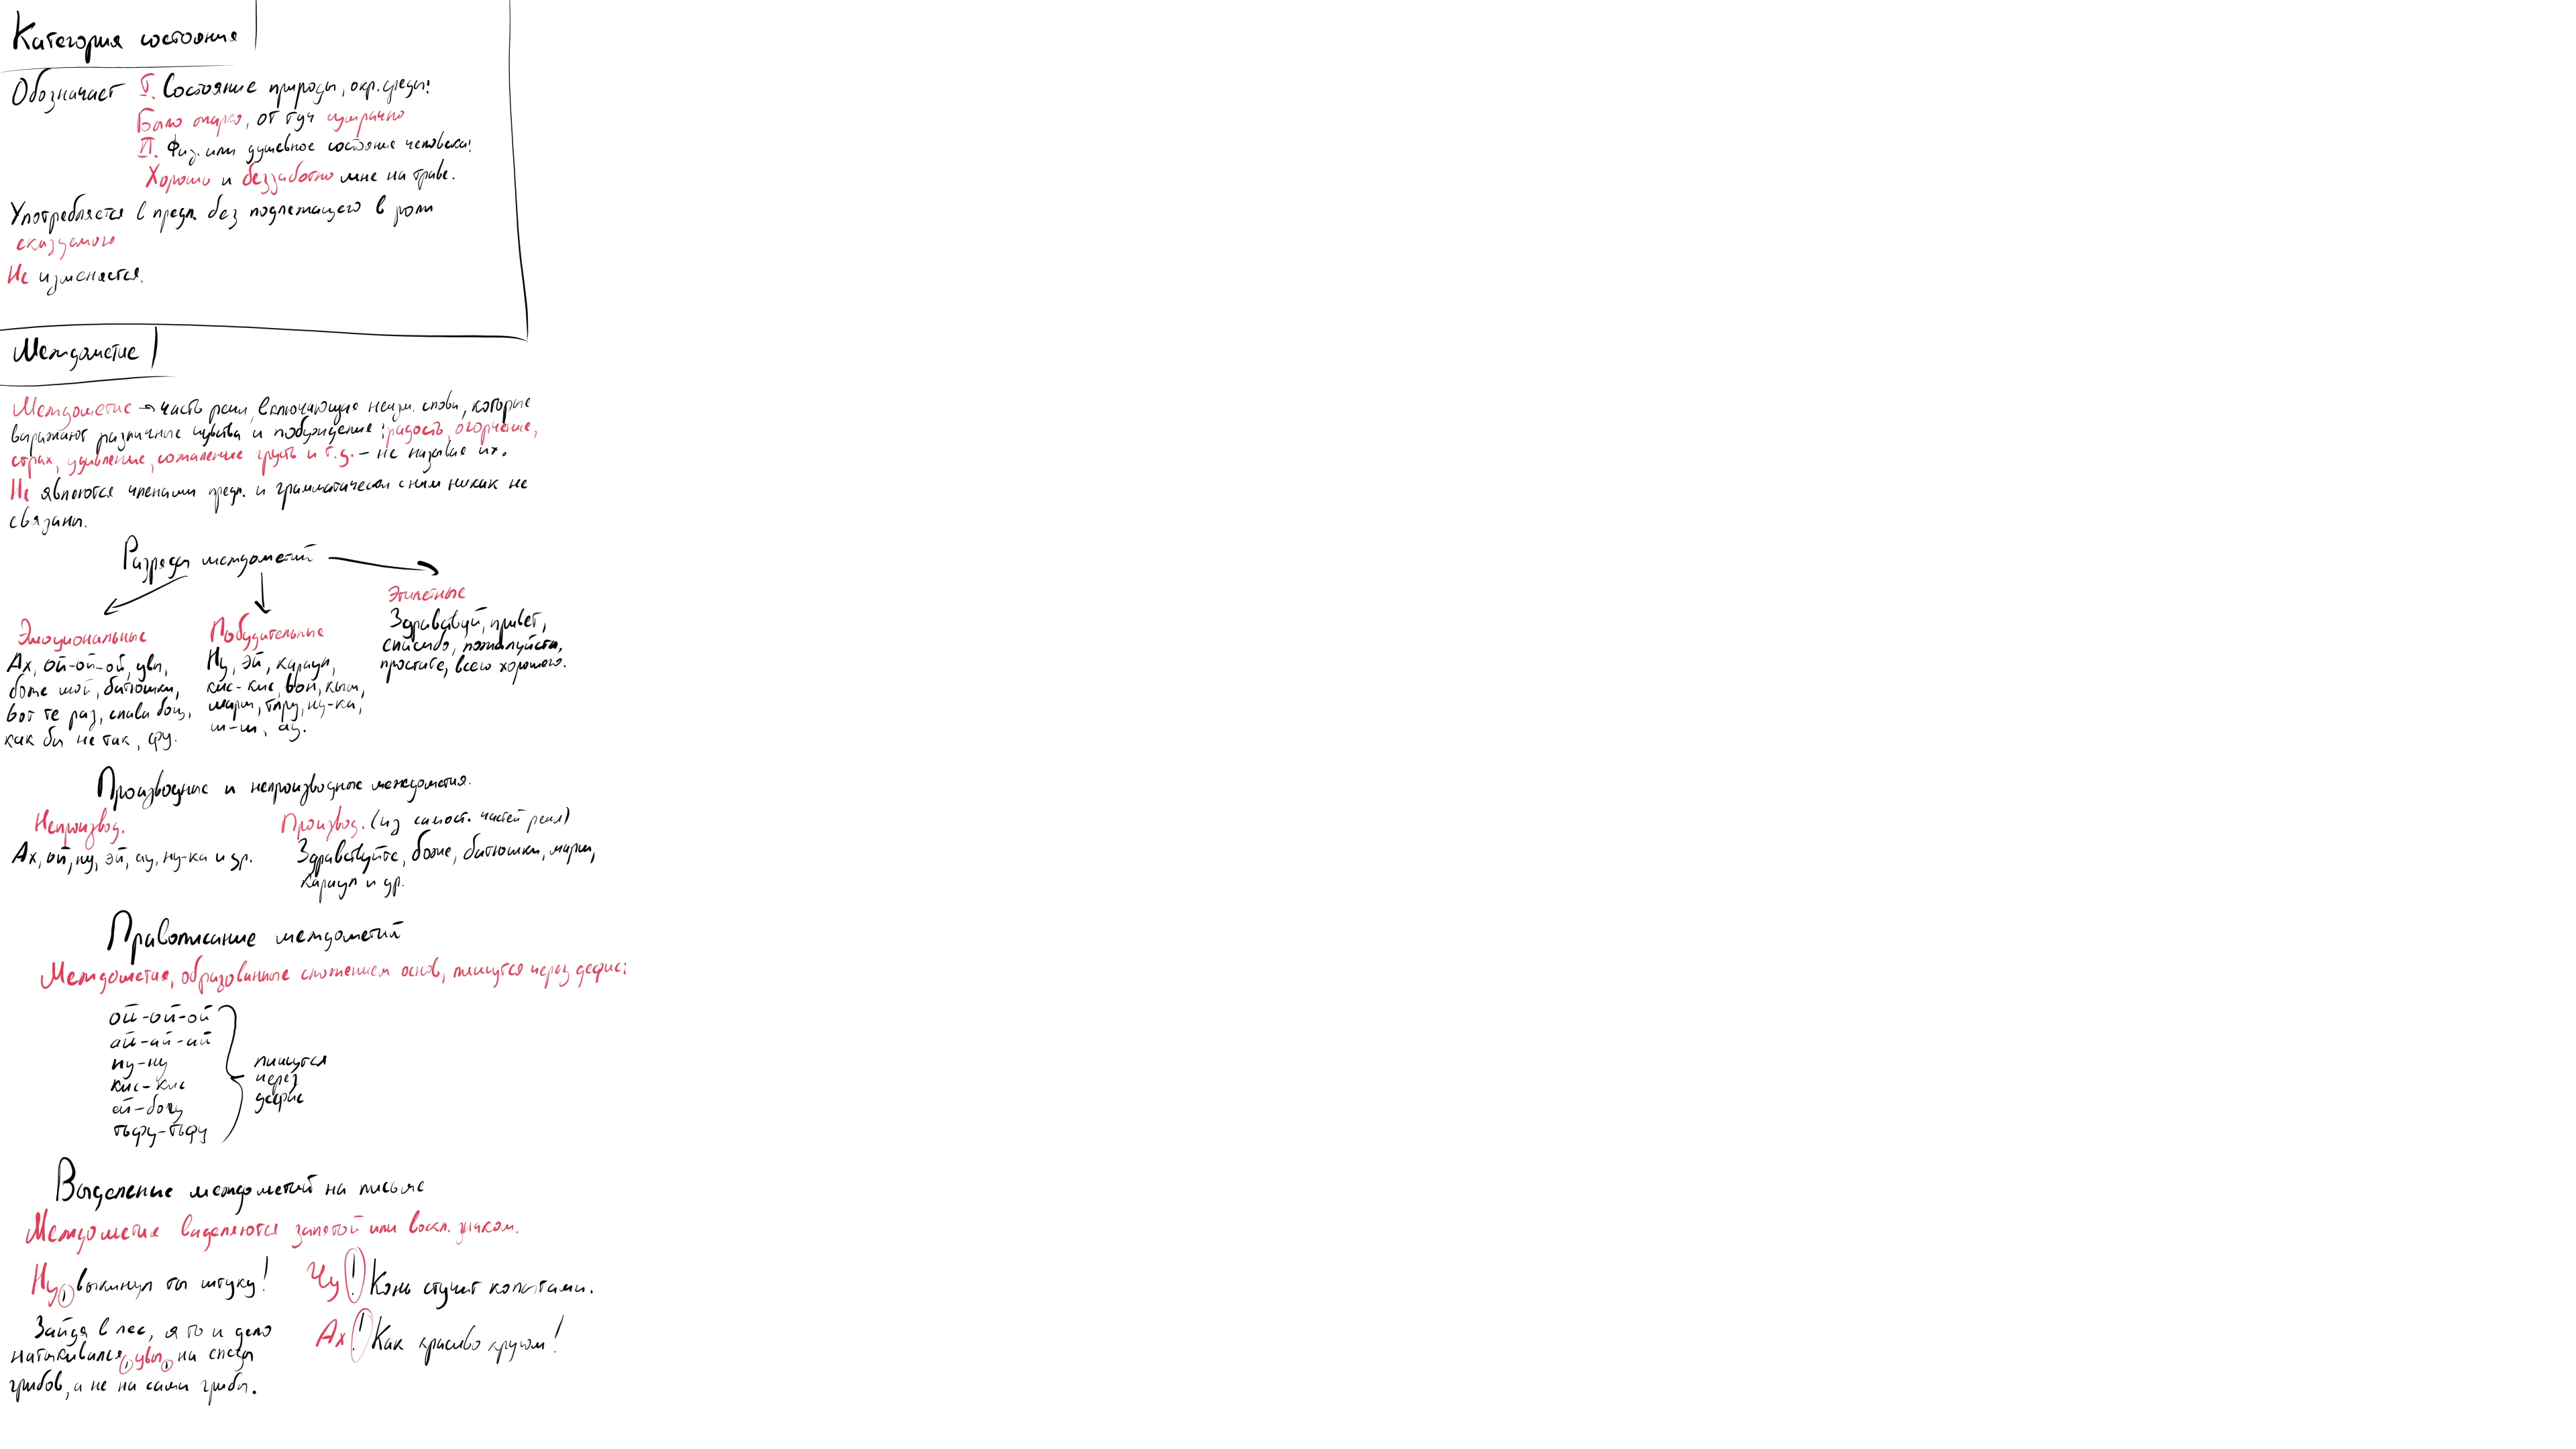 Категория состояния
Обозначает I. Состояние природы, окр. среды:
Было тихо, от туч сумрачно
II. Физ. или душевное состояние человека:
Хорошо и беззаботно мне на траве.
Употребляется в предл. без подлежащего в роли
сказуемого
Не изменяется.
Междометие
Междометие → часть речи, включающие неизм. слова, которые
выражают различные чувства и побуждение: радость, огорчение,
страх, удивление, сожаление грусть и т.д. – не называе их.
Не являются членами предл. и грамматически с ним никак не
связаны.
Разряды междометий
Эмоциональные
Ах, ой-ой-ой, увы,
боже мой, батюшки,
вот те раз, слава богу,
как бы не так, фу.
Побудительные
Ну, эй, караул,
кис-кис, вон, кыш,
марш, тпру, ну-ка,
ш-ш, ау.
Этикетные
Здравствуй, привет,
спасибо, пожалуйста,
простите, всего хорошего.
Производные и непроизводные междометия.
Непроизвод.
Ах, ой, ну, эй, ау, ну-ка и др.
Производ. (из самост. частей речи)
Здравствуйте, боже, батюшки, марш,
караул и др.
Правописание междометий
Междометия, образованные сложением основ, пишутся через дефис:
ой-ой-ой
ай-ай-ай
ну-ну
кис-кис
ей-богу
тьфу-тьфу
пишутся
через
дефис
Выделение междометий на письме
Междометия выделяются запятой или воскл. знаком.
Ну, выкинул ты штуку!
Чу! Конь стучит копытами.
Зайдя в лес, я то и дело
натыкивался, увы, на следы
грибов, а не на сами грибы.
Ах! Как красиво кругом!